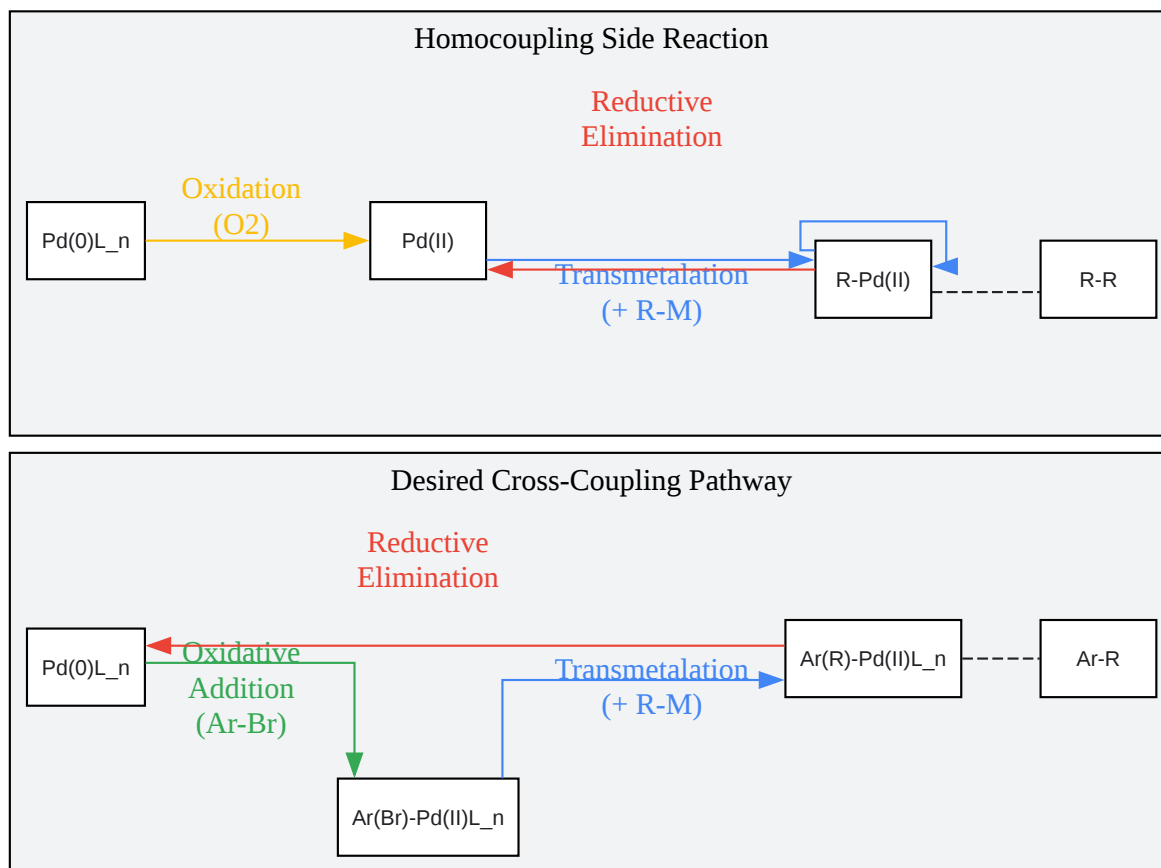 Homocoupling Side Reaction
Reductive
Elimination
Oxidation
(O2)
Pd(0)L_n
Pd(II)
Transmetalation
(+ R-M)
R-Pd(II)
R-R
Desired Cross-Coupling Pathway
Reductive
Elimination
Pd(0)L_n
Oxidative
Addition
(Ar-Br)
Transmetalation
(+ R-M)
Ar(R)-Pd(II)L_n
Ar-R
Ar(Br)-Pd(II)L_n